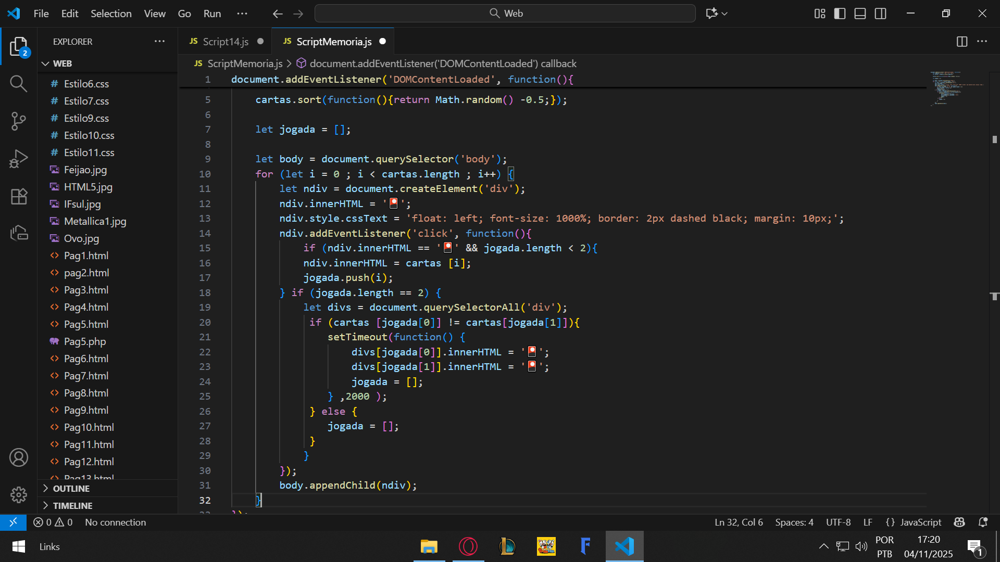 File Edit Selection View Go Run ··· Web
EXPLORER ···
WEB
# Estilo6.css
# Estilo7.css
# Estilo9.css
# Estilo10.css
# Estilo11.css
Feijao.jpg
HTML5.jpg
IFsul.jpg
Metallica1.jpg
Ovo.jpg
<> Pag1.html
<> pag2.html
<> Pag3.html
<> Pag4.html
<> Pag5.html
Pag5.php
<> Pag6.html
<> Pag7.html
<> Pag8.html
<> Pag9.html
<> Pag10.html
<> Pag11.html
<> Pag12.html
<> Pag13.html
OUTLINE
TIMELINE
2
JS Script14.js JS ScriptMemoria.js
JS ScriptMemoria.js > document.addEventListener('DOMContentLoaded') callback
1 document.addEventListener('DOMContentLoaded', function(){
5 cartas.sort(function(){return Math.random() -0.5;});
6
7 let jogada = [];
8
9 let body = document.querySelector('body');
10 for (let i = 0 ; i < cartas.length ; i++) {
11 let ndiv = document.createElement('div');
12 ndiv.innerHTML = '🎴';
13 ndiv.style.cssText = 'float: left; font-size: 1000%; border: 2px dashed black; margin: 10px;';
14 ndiv.addEventListener('click', function(){
15 if (ndiv.innerHTML == '🎴' && jogada.length < 2){
16 ndiv.innerHTML = cartas [i];
17 jogada.push(i);
18 } if (jogada.length == 2) {
19 let divs = document.querySelectorAll('div');
20 if (cartas [jogada[0]] != cartas[jogada[1]]){
21 setTimeout(function() {
22 divs[jogada[0]].innerHTML = '🎴';
23 divs[jogada[1]].innerHTML = '🎴';
24 jogada = [];
25 } ,2000 );
26 } else {
27 jogada = [];
28 }
29 }
30 });
31 body.appendChild(ndiv);
32 }
33 });
0 0 No connection Ln 32, Col 6 Spaces: 4 UTF-8 LF {} JavaScript
Links POR 17:20
PTB 04/11/2025 1